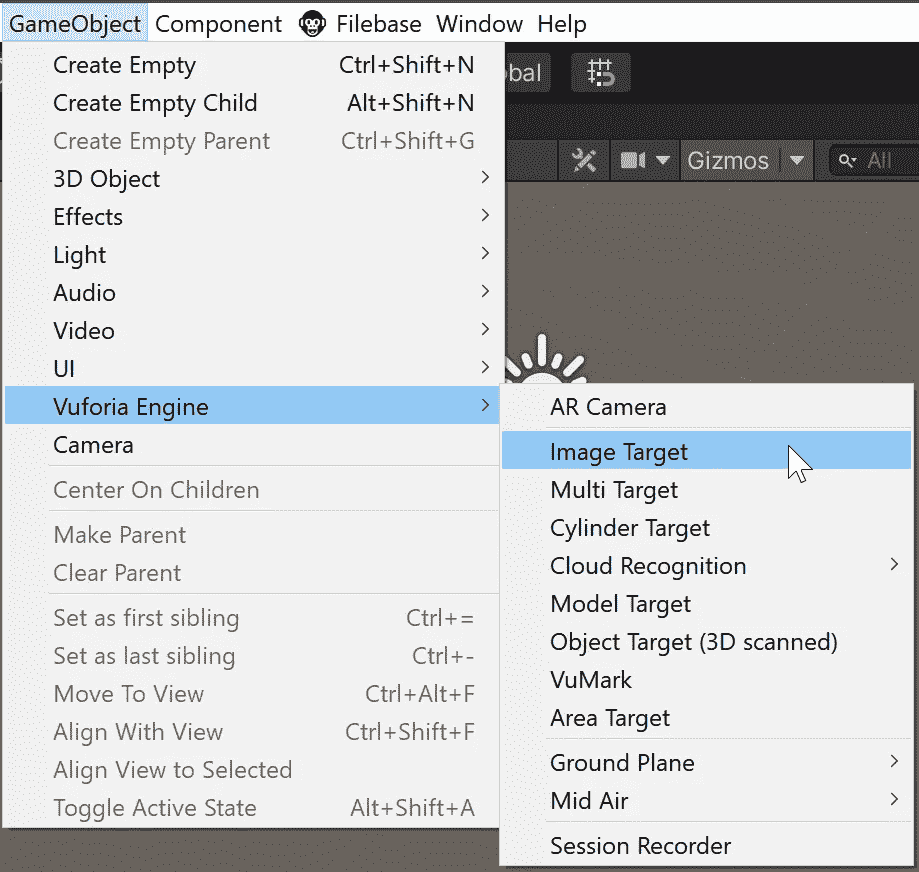 GameObject Component Filebase Window Help
bal
Gizmos All
Create Empty Ctrl+Shift+N
Create Empty Child Alt+Shift+N
Create Empty Parent Ctrl+Shift+G
3D Object
Effects
Light
Audio
Video
UI
Vuforia Engine
Camera
Center On Children
Make Parent
Clear Parent
Set as first sibling Ctrl+=
Set as last sibling Ctrl+-
Move To View Ctrl+Alt+F
Align With View Ctrl+Shift+F
Align View to Selected
Toggle Active State Alt+Shift+A
AR Camera
Image Target
Multi Target
Cylinder Target
Cloud Recognition
Model Target
Object Target (3D scanned)
VuMark
Area Target
Ground Plane
Mid Air
Session Recorder